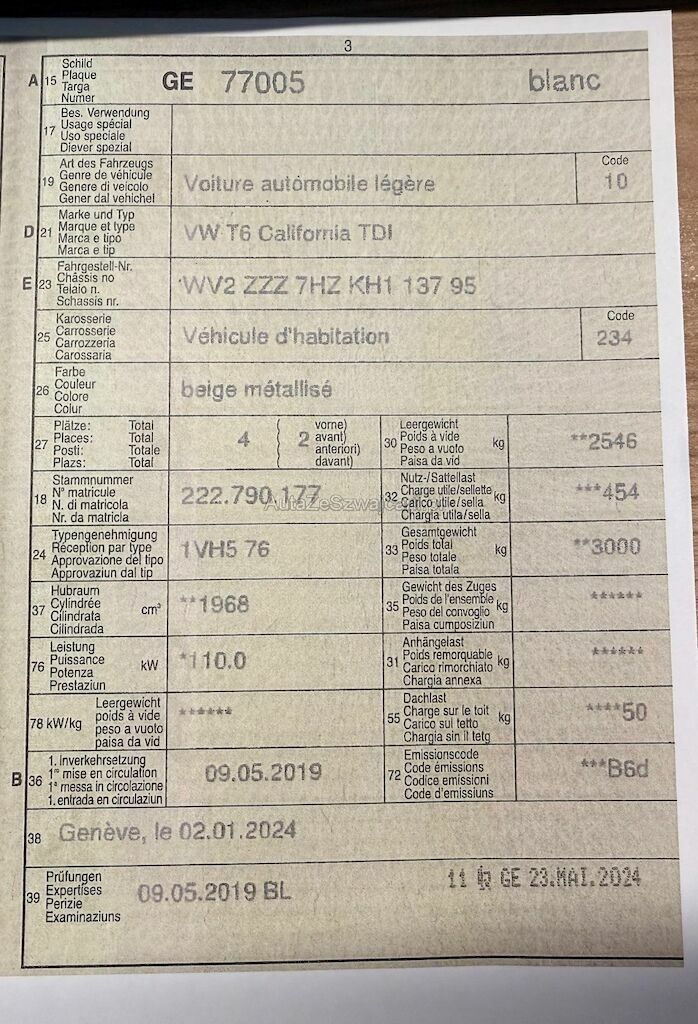 3
A 15 Schild
Plaque
Targa
Numer
GE 77005 blanc
17 Bes. Verwendung
Usage spécial
Uso speciale
Diever spezial
19 Art des Fahrzeugs
Genre de véhicule
Genere di veicolo
Gener dal vehichel
Voiture automobile légère
Code
10
D 21 Marke und Typ
Marque et type
Marca e tipo
Marca e tip
VW T6 California TDI
E 23 Fahrgestell-Nr.
Châssis no
Telaio n.
Schassis nr.
WV2 ZZZ 7HZ KH1 137 95
25 Karosserie
Carrosserie
Carrozzeria
Carossaria
Véhicule d'habitation
Code
234
26 Farbe
Couleur
Colore
Colur
beige métallisé
27 Plätze: Total
Places: Total
Posti: Totale
Plazs: Total
4 ( 2 vorne)
avant)
anteriori)
davant)
30 Leergewicht
Poids à vide
Peso a vuoto
Paisa da vid
kg
**2546
18 Stammnummer
N° matricule
N. di matricola
Nr. da matricla
222.790.177
32 Nutz-/Sattellast
Charge utile/sellette
Carico utile/sella
Chargia utila/sella
kg
***454
24 Typengenehmigung
Réception par type
Approvazione del tipo
Approvaziun dal tip
1VH5 76
33 Gesamtgewicht
Poids total
Peso totale
Paisa totala
kg
**3000
37 Hubraum
Cylindrée
Cilindrata
Cilindrada
cm³
**1968
35 Gewicht des Zuges
Poids de l'ensemble
Peso del convoglio
Paisa cumposiziun
kg
******
76 Leistung
Puissance
Potenza
Prestaziun
kW
*110.0
31 Anhängelast
Poids remorquable
Carico rimorchiato
Chargia annexa
kg
******
78 kW/kg Leergewicht
poids à vide
peso a vuoto
paisa da vid
******
55 Dachlast
Charge sur le toit
Carico sul tetto
Chargia sin il tetg
kg
****50
B 36 1. Inverkehrsetzung
1re mise en circulation
1a messa in circolazione
1. entrada en circulaziun
09.05.2019
72 Emissionscode
Code émissions
Codice emissioni
Code d'emissiuns
***B6d
38 Genève, le 02.01.2024
39 Prüfungen
Expertises
Perizie
Examinaziuns
09.05.2019 BL
11 GE 23.MAI.2024